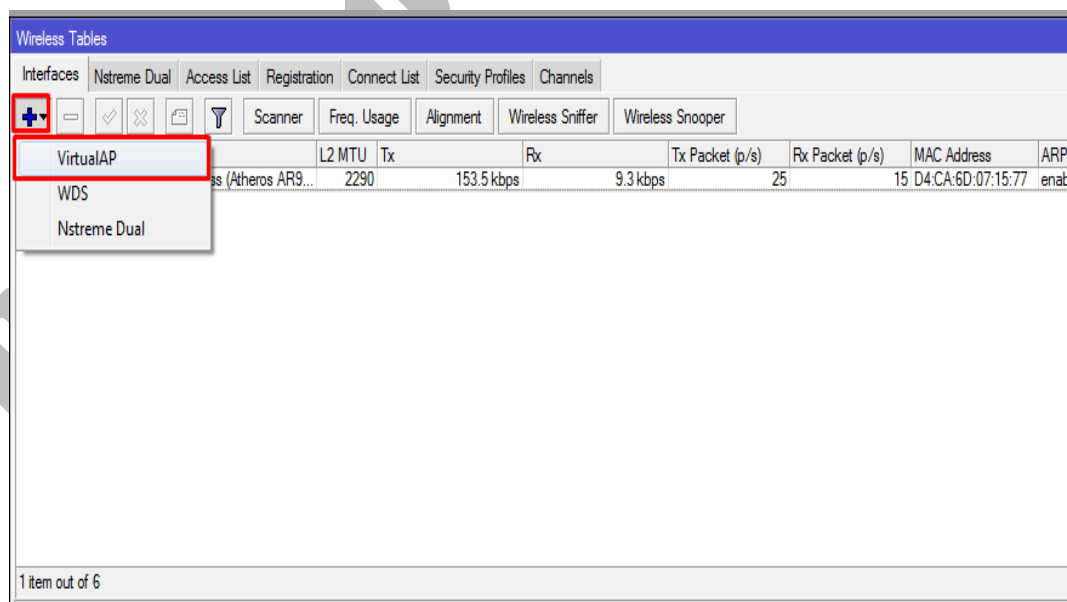 Wireless Tables
Interfaces Nstreme Dual Access List Registration Connect List Security Profiles Channels
Scanner Freq. Usage Alignment Wireless Sniffer Wireless Snooper
L2 MTU Tx Rx Tx Packet (p/s) Rx Packet (p/s) MAC Address ARP
VirtualAP
ss (Atheros AR9... 2290 153.5 kbps 9.3 kbps 25 15 D4:CA:6D:07:15:77 enab
WDS
Nstreme Dual
1 item out of 6